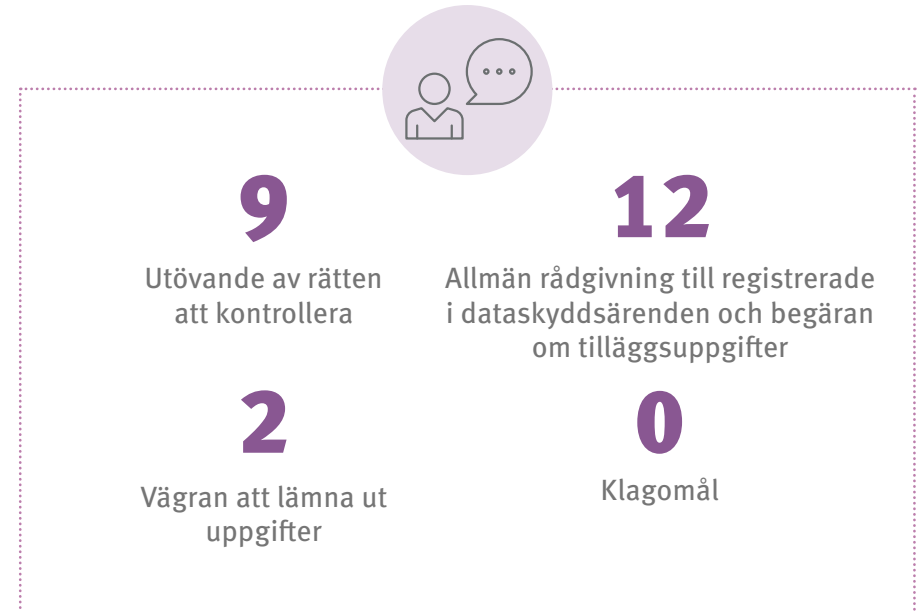 9
Utövande av rätten
att kontrollera
12
Allmän rådgivning till registrerade
i dataskyddsärenden och begäran
om tilläggsuppgifter
2
Vägran att lämna ut
uppgifter
0
Klagomål